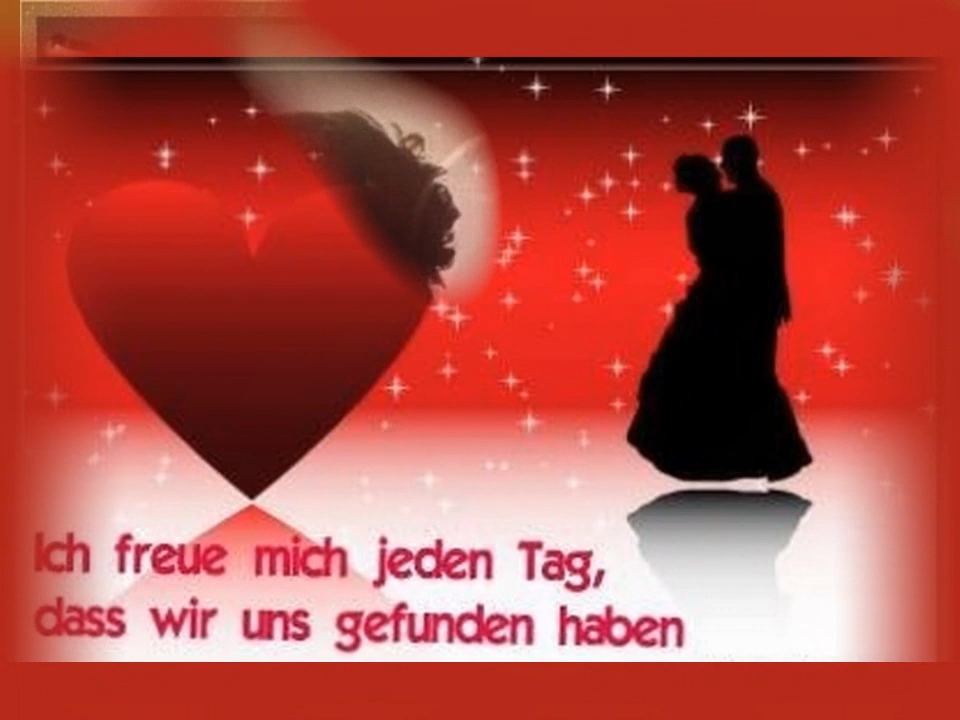 Ich freue mich jeden Tag,
dass wir uns gefunden haben